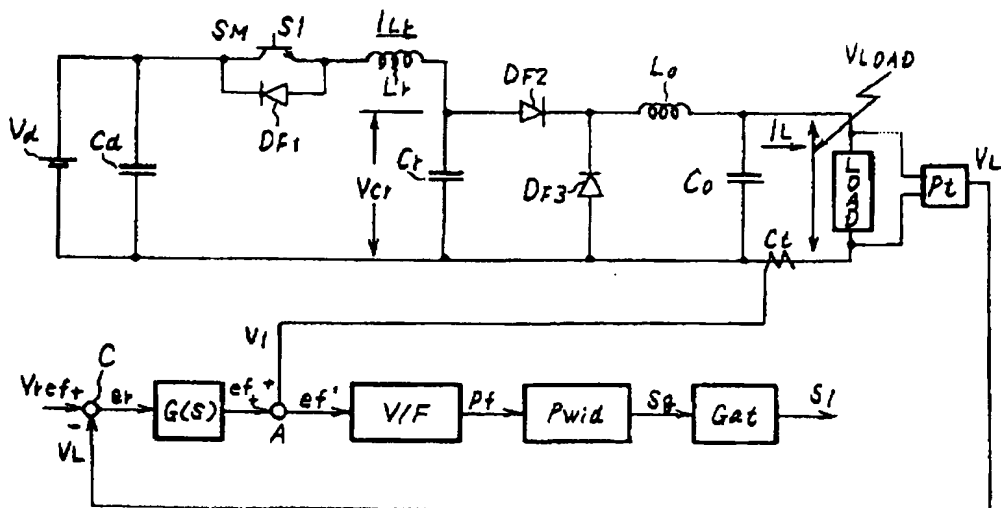 SM S1 ILr
Lr
DF1
DF2
Lo
VLOAD
Vd
Cd
Vcr
Cr
DF3
Co
IL
LOAD
Pt
VL
Ct
V1
C
Vref +
er
G(S)
ef + +
A
ef'
V/F
Pf
Pwid
Sg
Gat
S1
-
VL